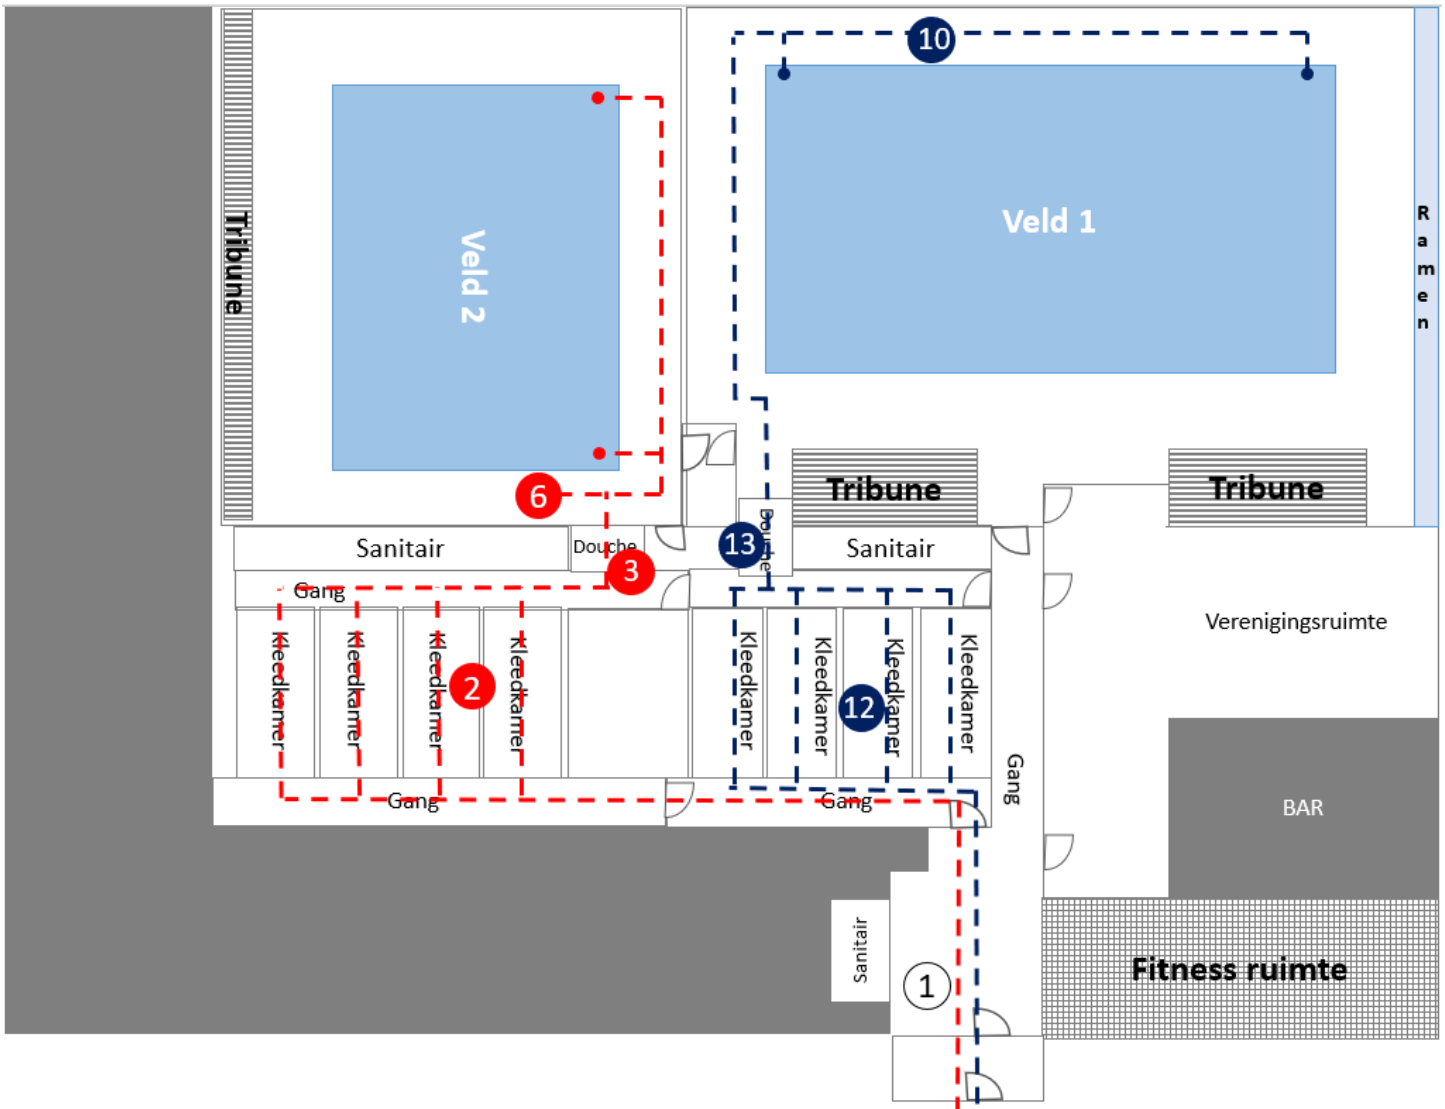 10
Veld 1
Ramen
Tribune
Veld 2
6
Tribune
Tribune
Sanitair
Douche
3
13
Douche
Sanitair
Gang
Kleedkamer
Kleedkamer
Kleedkamer
Kleedkamer
2
Kleedkamer
Kleedkamer
Kleedkamer
Kleedkamer
12
Verenigingsruimte
Gang
Gang
Gang
BAR
Sanitair
1
Fitness ruimte